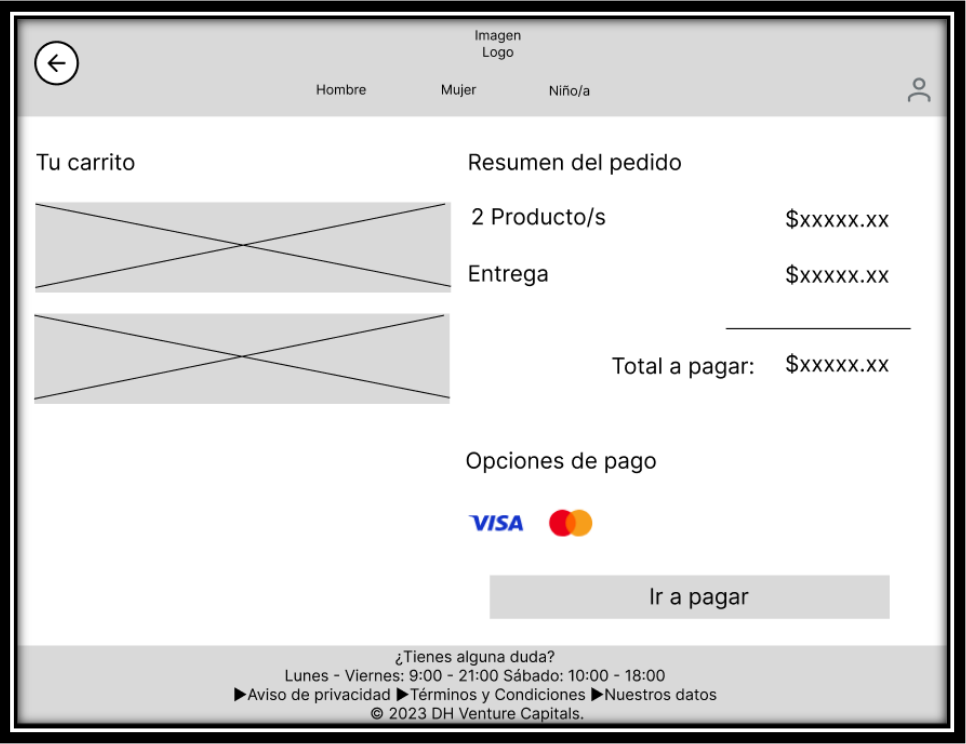 Imagen
Logo
Hombre Mujer Niño/a
Tu carrito
Resumen del pedido
2 Producto/s $xxxxx.xx
Entrega $xxxxx.xx
Total a pagar: $xxxxx.xx
Opciones de pago
VISA
Ir a pagar
¿Tienes alguna duda?
Lunes - Viernes: 9:00 - 21:00 Sábado: 10:00 - 18:00
▶Aviso de privacidad ▶Términos y Condiciones ▶Nuestros datos
© 2023 DH Venture Capitals.